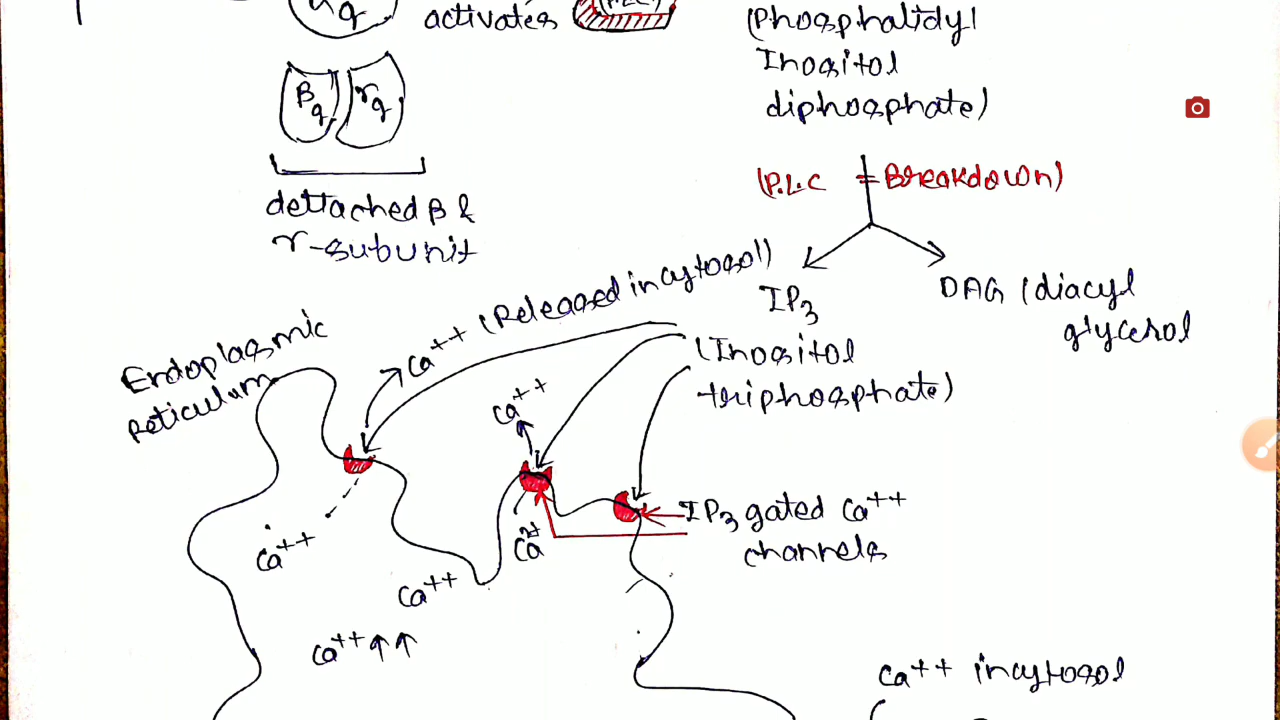 αq
activates
(Phosphatidyl
Inositol
diphosphate)
βq
γq
dettached β &
γ-subunit
(P.L.C Breakdown)
IP3
(Inositol
triphosphate)
DAG (diacyl
glycerol
Ca++ (Released in cytosol)
Endoplasmic
reticulum
Ca++
IP3 gated Ca++
channels
Ca++
Ca2+
Ca++
Ca++↑↑
Ca++ in cytosol